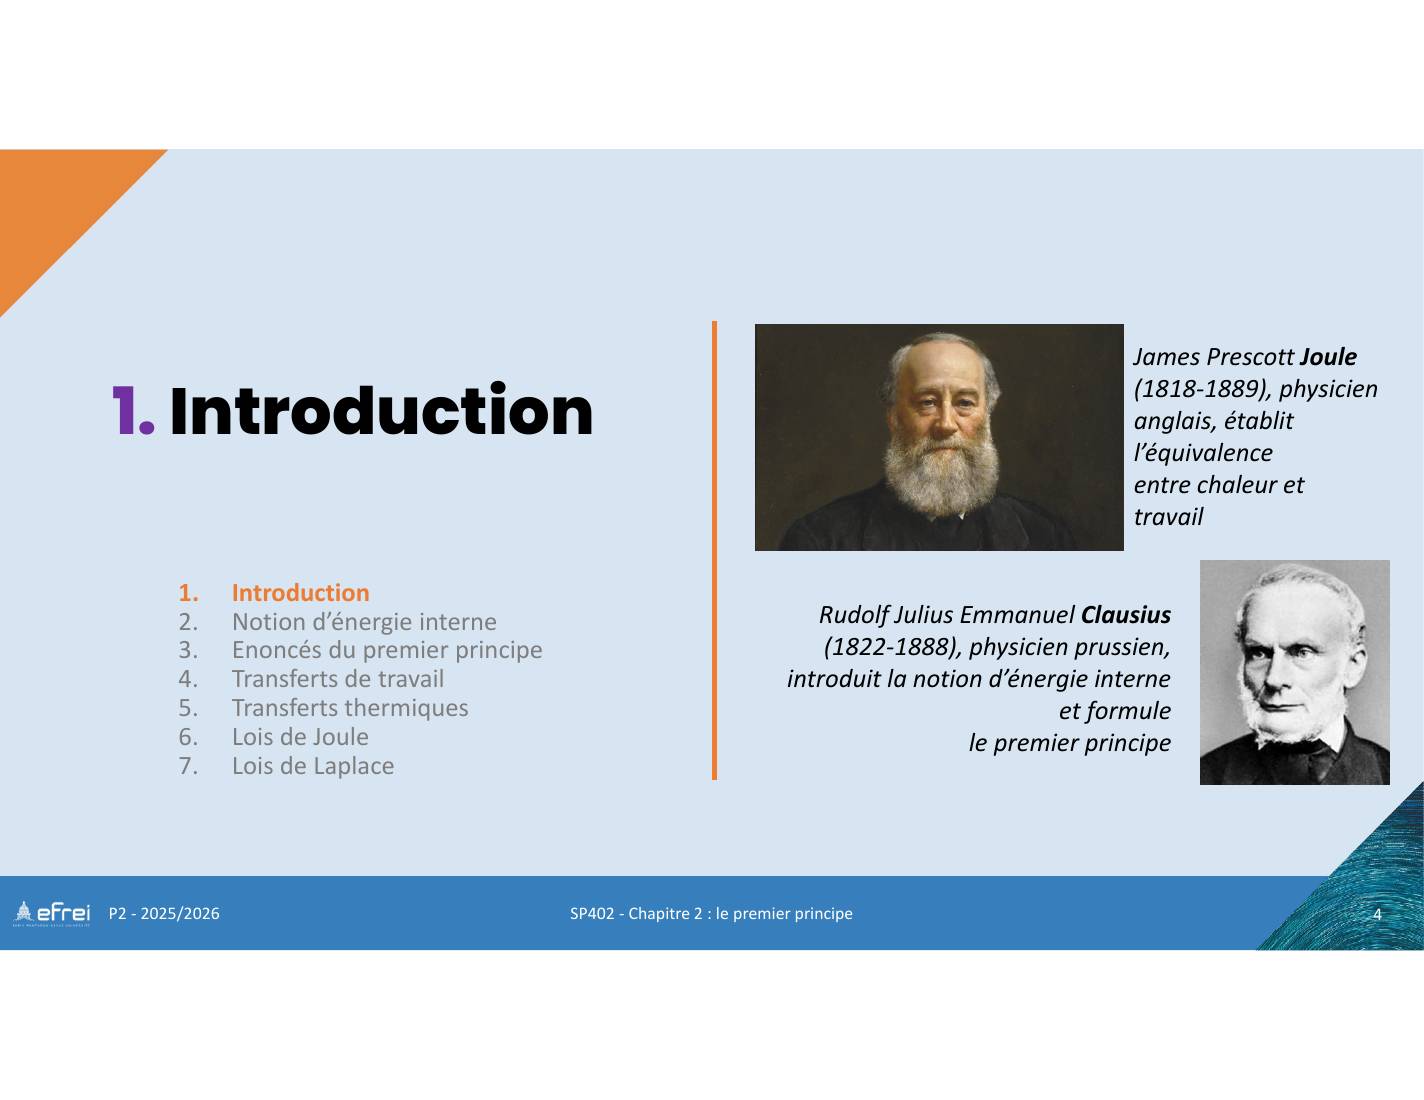 1. Introduction
1. Introduction
2. Notion d’énergie interne
3. Enoncés du premier principe
4. Transferts de travail
5. Transferts thermiques
6. Lois de Joule
7. Lois de Laplace
James Prescott Joule
(1818-1889), physicien
anglais, établit
l’équivalence
entre chaleur et
travail
Rudolf Julius Emmanuel Clausius
(1822-1888), physicien prussien,
introduit la notion d’énergie interne
et formule
le premier principe
efrei
P2 - 2025/2026
SP402 - Chapitre 2 : le premier principe
4